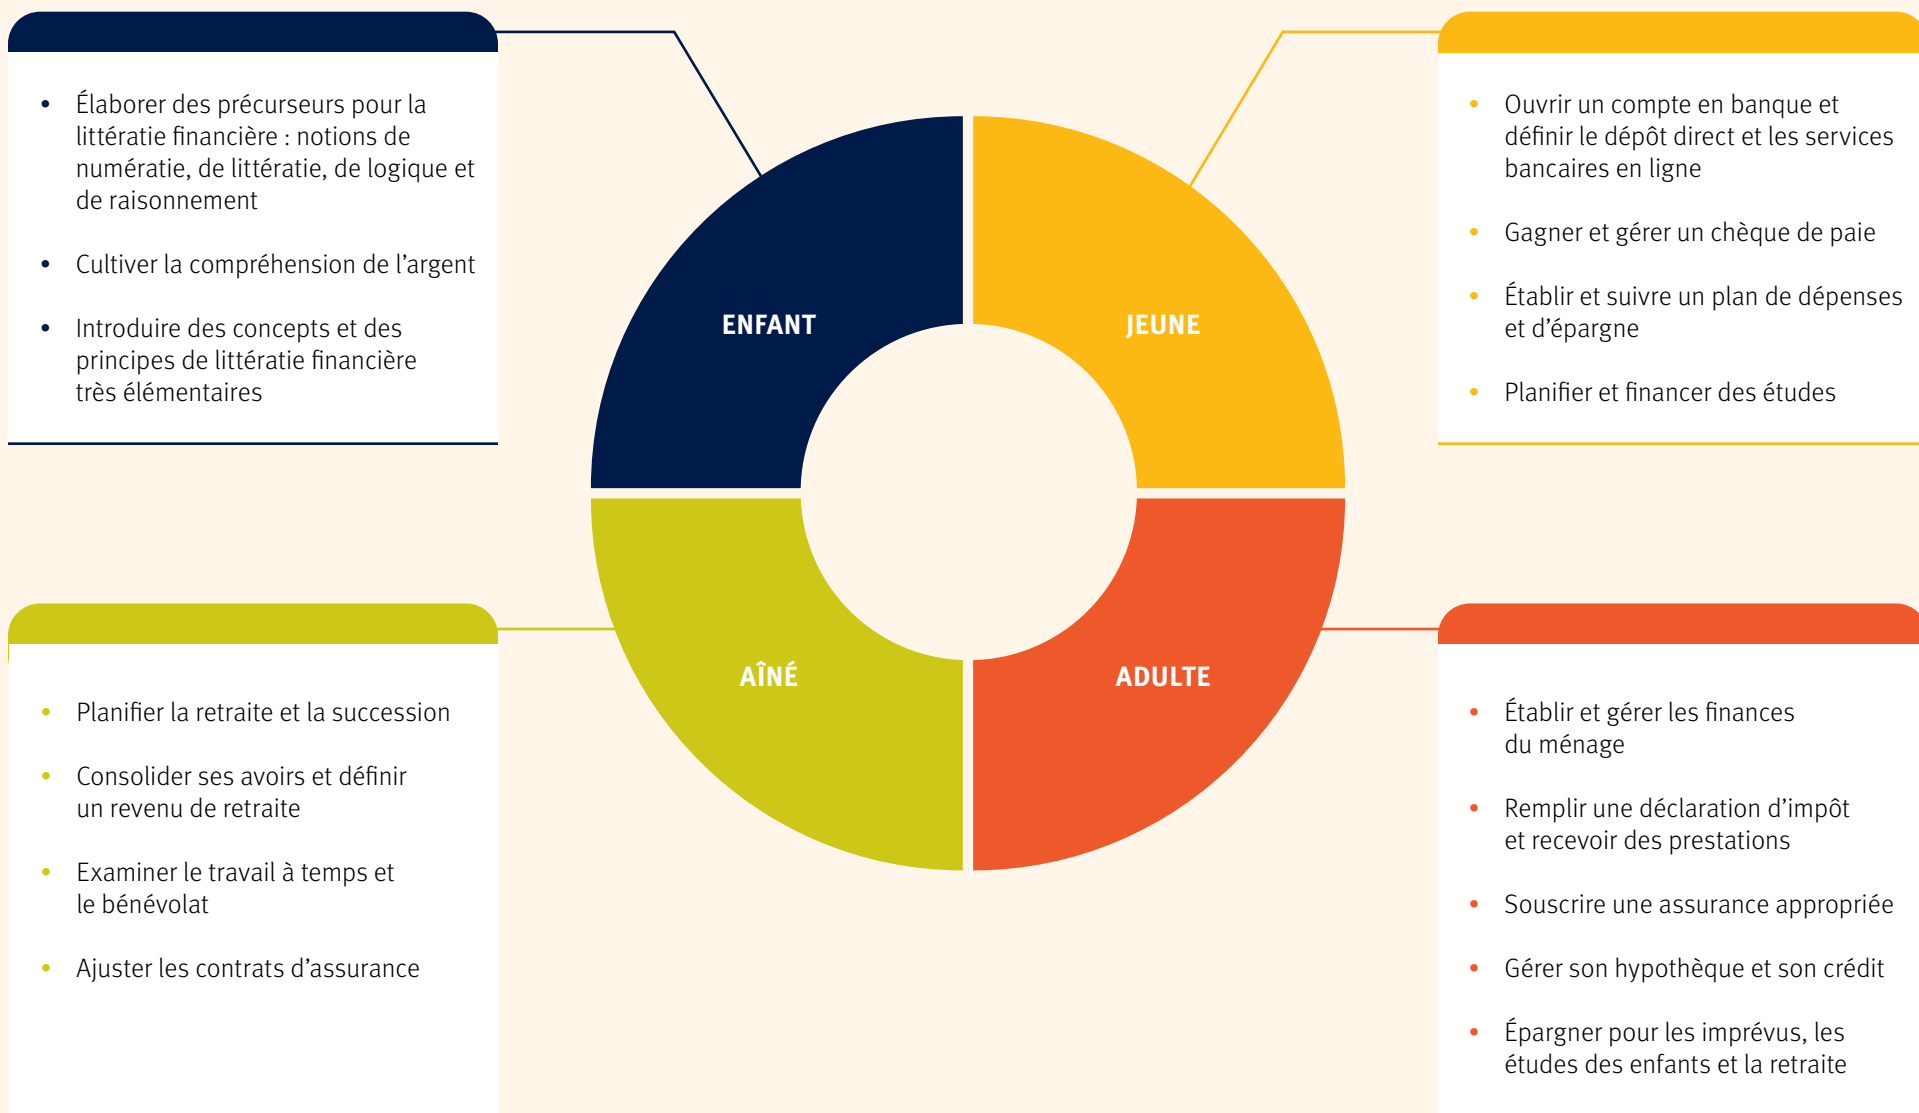 • Élaborer des précurseurs pour la
littératie financière : notions de
numératie, de littératie, de logique et
de raisonnement
• Cultiver la compréhension de l’argent
• Introduire des concepts et des
principes de littératie financière
très élémentaires
ENFANT
JEUNE
• Ouvrir un compte en banque et
définir le dépôt direct et les services
bancaires en ligne
• Gagner et gérer un chèque de paie
• Établir et suivre un plan de dépenses
et d’épargne
• Planifier et financer des études
• Planifier la retraite et la succession
• Consolider ses avoirs et définir
un revenu de retraite
• Examiner le travail à temps et
le bénévolat
• Ajuster les contrats d’assurance
AÎNÉ
ADULTE
• Établir et gérer les finances
du ménage
• Remplir une déclaration d’impôt
et recevoir des prestations
• Souscrire une assurance appropriée
• Gérer son hypothèque et son crédit
• Épargner pour les imprévus, les
études des enfants et la retraite